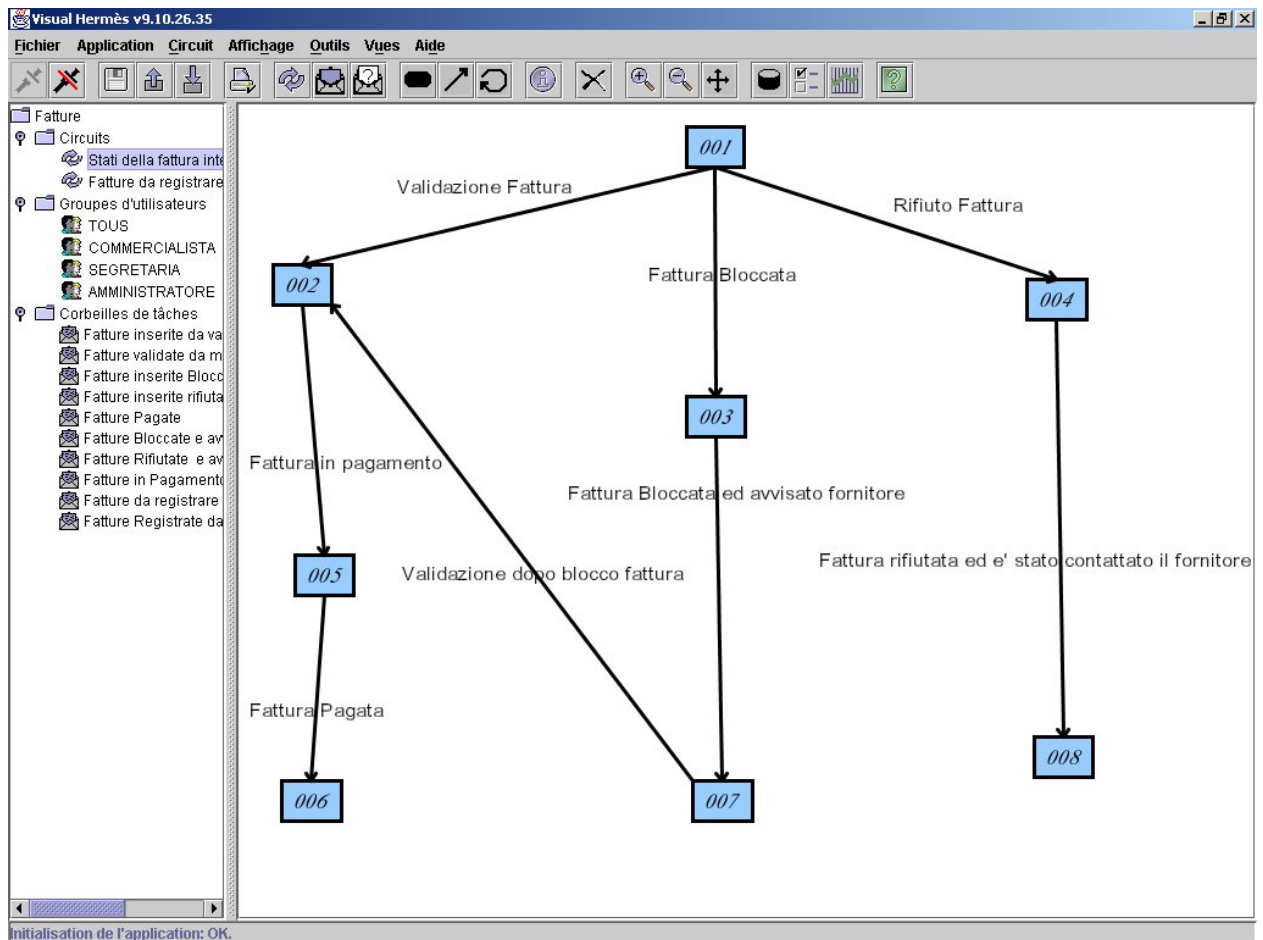 Visual Hermès v9.10.26.35
Fichier Application Circuit Affichage Outils Vues Aide
Fatture
Circuits
Stati della fattura inte
Fatture da registrare
Groupes d'utilisateurs
TOUS
COMMERCIALISTA
SEGRETARIA
AMMINISTRATORE
Corbeilles de tâches
Fatture inserite da va
Fatture validate da m
Fatture inserite Blocc
Fatture inserite rifiuta
Fatture Pagate
Fatture Bloccate e av
Fatture Rifiutate e av
Fatture in Pagamento
Fatture da registrare
Fatture Registrate da
001
Validazione Fattura
Rifiuto Fattura
Fattura Bloccata
002
004
003
Fattura in pagamento
Fattura Bloccata ed avvisato fornitore
Fattura rifiutata ed e' stato contattato il fornitore
005
Validazione dopo blocco fattura
Fattura Pagata
008
006
007
Initialisation de l'application: OK.